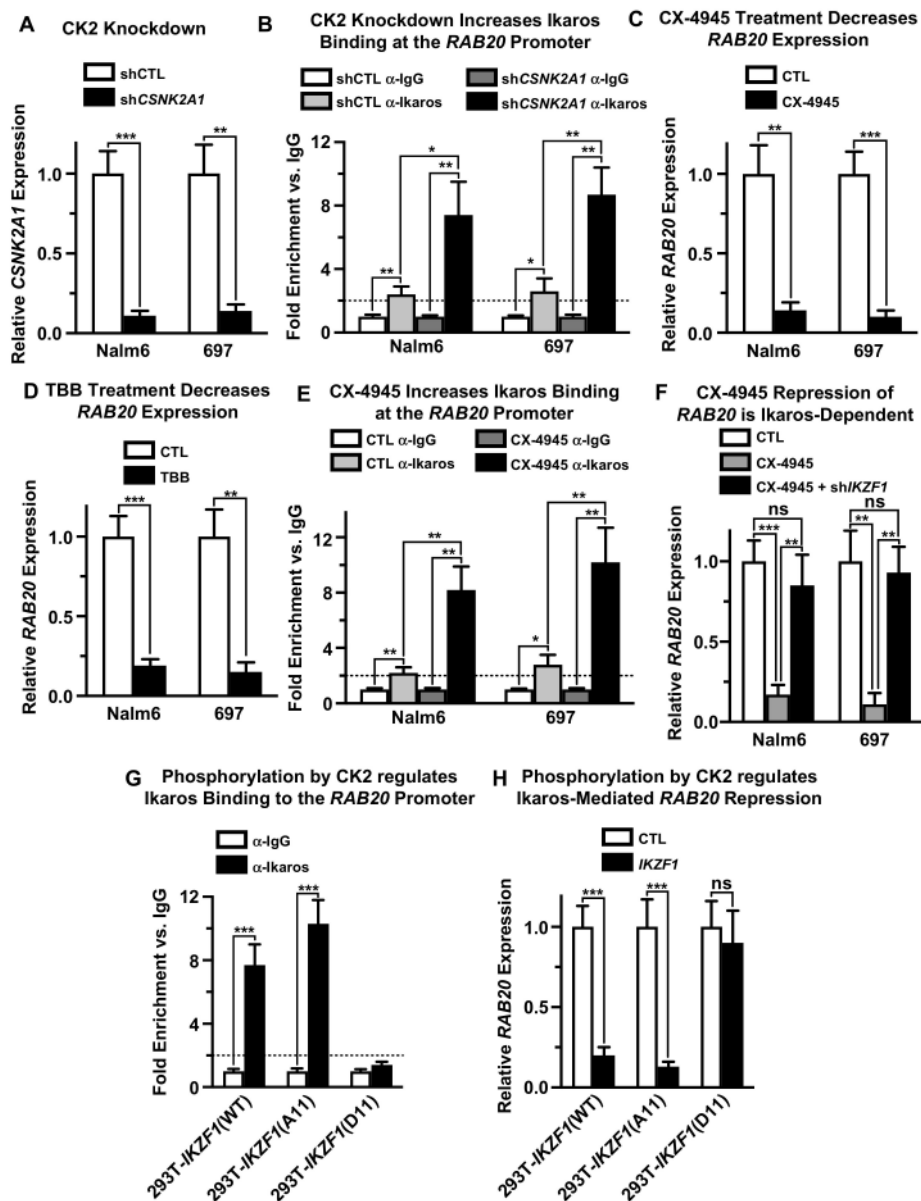 A CK2 Knockdown
shCTL
shCSNK2A1
Relative CSNK2A1 Expression
1.0
0.5
0.0
***
**
Nalm6
697
B CK2 Knockdown Increases Ikaros
Binding at the RAB20 Promoter
shCTL α-IgG
shCSNK2A1 α-IgG
shCTL α-Ikaros
shCSNK2A1 α-Ikaros
Fold Enrichment vs. IgG
12
8
4
0
*
**
**
**
**
*
Nalm6
697
C CX-4945 Treatment Decreases
RAB20 Expression
CTL
CX-4945
Relative RAB20 Expression
1.0
0.5
0.0
**
***
Nalm6
697
D TBB Treatment Decreases
RAB20 Expression
CTL
TBB
Relative RAB20 Expression
1.0
0.5
0.0
***
**
Nalm6
697
E CX-4945 Increases Ikaros Binding
at the RAB20 Promoter
CTL α-IgG
CX-4945 α-IgG
CTL α-Ikaros
CX-4945 α-Ikaros
Fold Enrichment vs. IgG
12
8
4
0
**
**
**
**
**
*
Nalm6
697
F CX-4945 Repression of
RAB20 is Ikaros-Dependent
CTL
CX-4945
CX-4945 + shIKZF1
Relative RAB20 Expression
1.0
0.5
0.0
ns
***
**
ns
**
**
Nalm6
697
G Phosphorylation by CK2 regulates
Ikaros Binding to the RAB20 Promoter
α-IgG
α-Ikaros
Fold Enrichment vs. IgG
12
8
4
0
***
***
293T-IKZF1(WT)
293T-IKZF1(A11)
293T-IKZF1(D11)
H Phosphorylation by CK2 regulates
Ikaros-Mediated RAB20 Repression
CTL
IKZF1
Relative RAB20 Expression
1.0
0.5
0.0
***
***
ns
293T-IKZF1(WT)
293T-IKZF1(A11)
293T-IKZF1(D11)